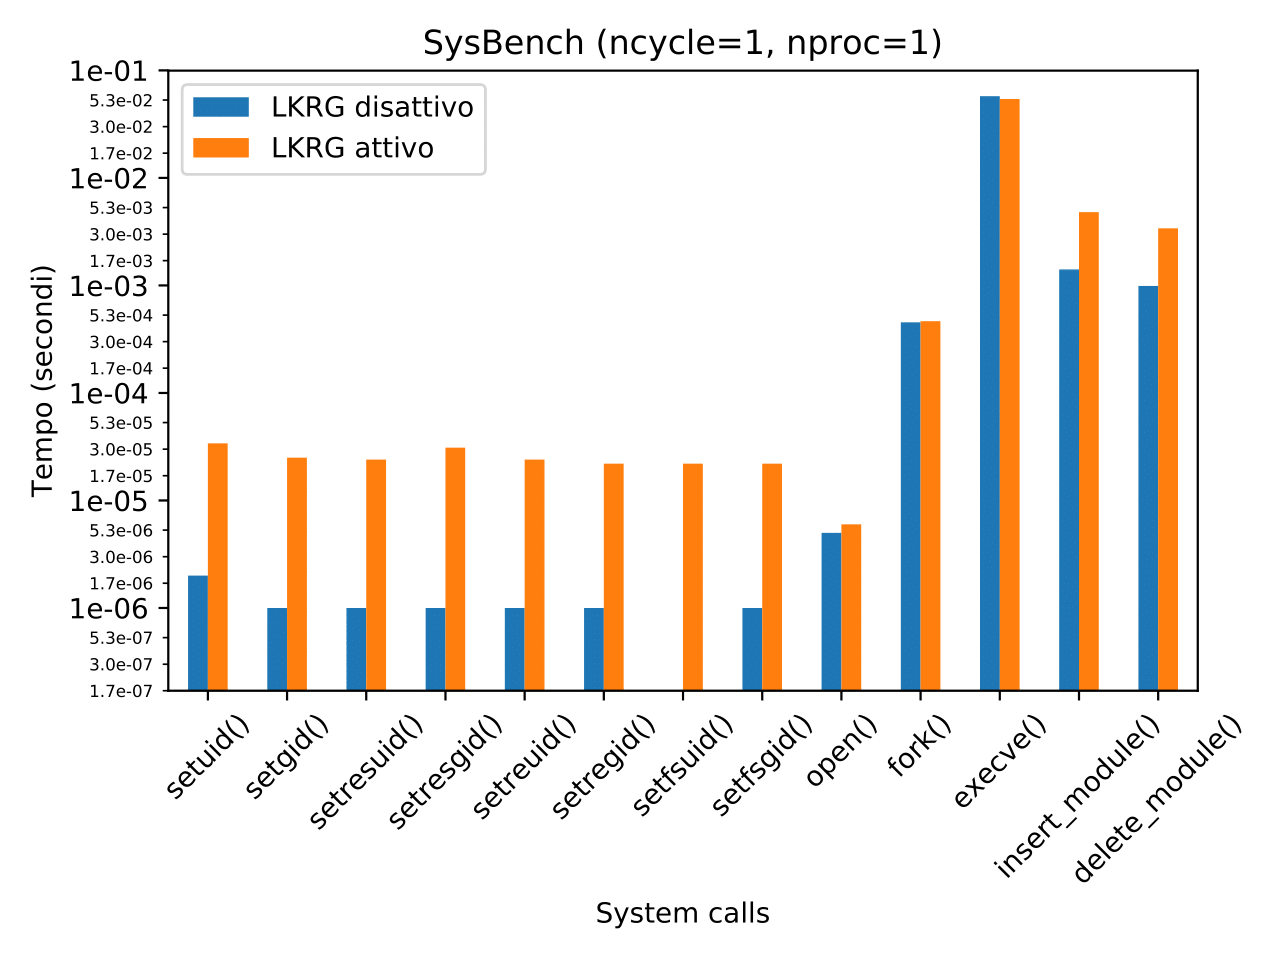 SysBench (ncycle=1, nproc=1)
LKRG disattivo
LKRG attivo
Tempo (secondi)
1e-01
5.3e-02
3.0e-02
1.7e-02
1e-02
5.3e-03
3.0e-03
1.7e-03
1e-03
5.3e-04
3.0e-04
1.7e-04
1e-04
5.3e-05
3.0e-05
1.7e-05
1e-05
5.3e-06
3.0e-06
1.7e-06
1e-06
5.3e-07
3.0e-07
1.7e-07
setuid()
setgid()
setresuid()
setresgid()
setreuid()
setregid()
setfsuid()
setfsgid()
open()
fork()
execve()
insert_module()
delete_module()
System calls